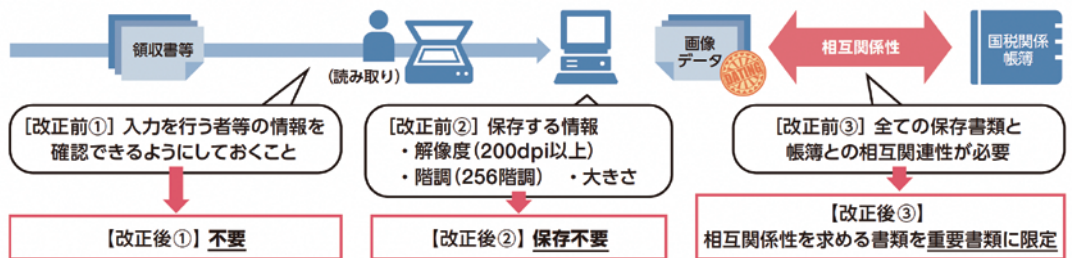 領収書等
(読み取り)
画像
データ
DATING
相互関係性
国税関係
帳簿
［改正前①］入力を行う者等の情報を
確認できるようにしておくこと
［改正前②］保存する情報
・解像度(200dpi以上)
・階調(256階調)　・大きさ
［改正前③］全ての保存書類と
帳簿との相互関連性が必要
【改正後①】不要
【改正後②】保存不要
【改正後③】
相互関係性を求める書類を重要書類に限定